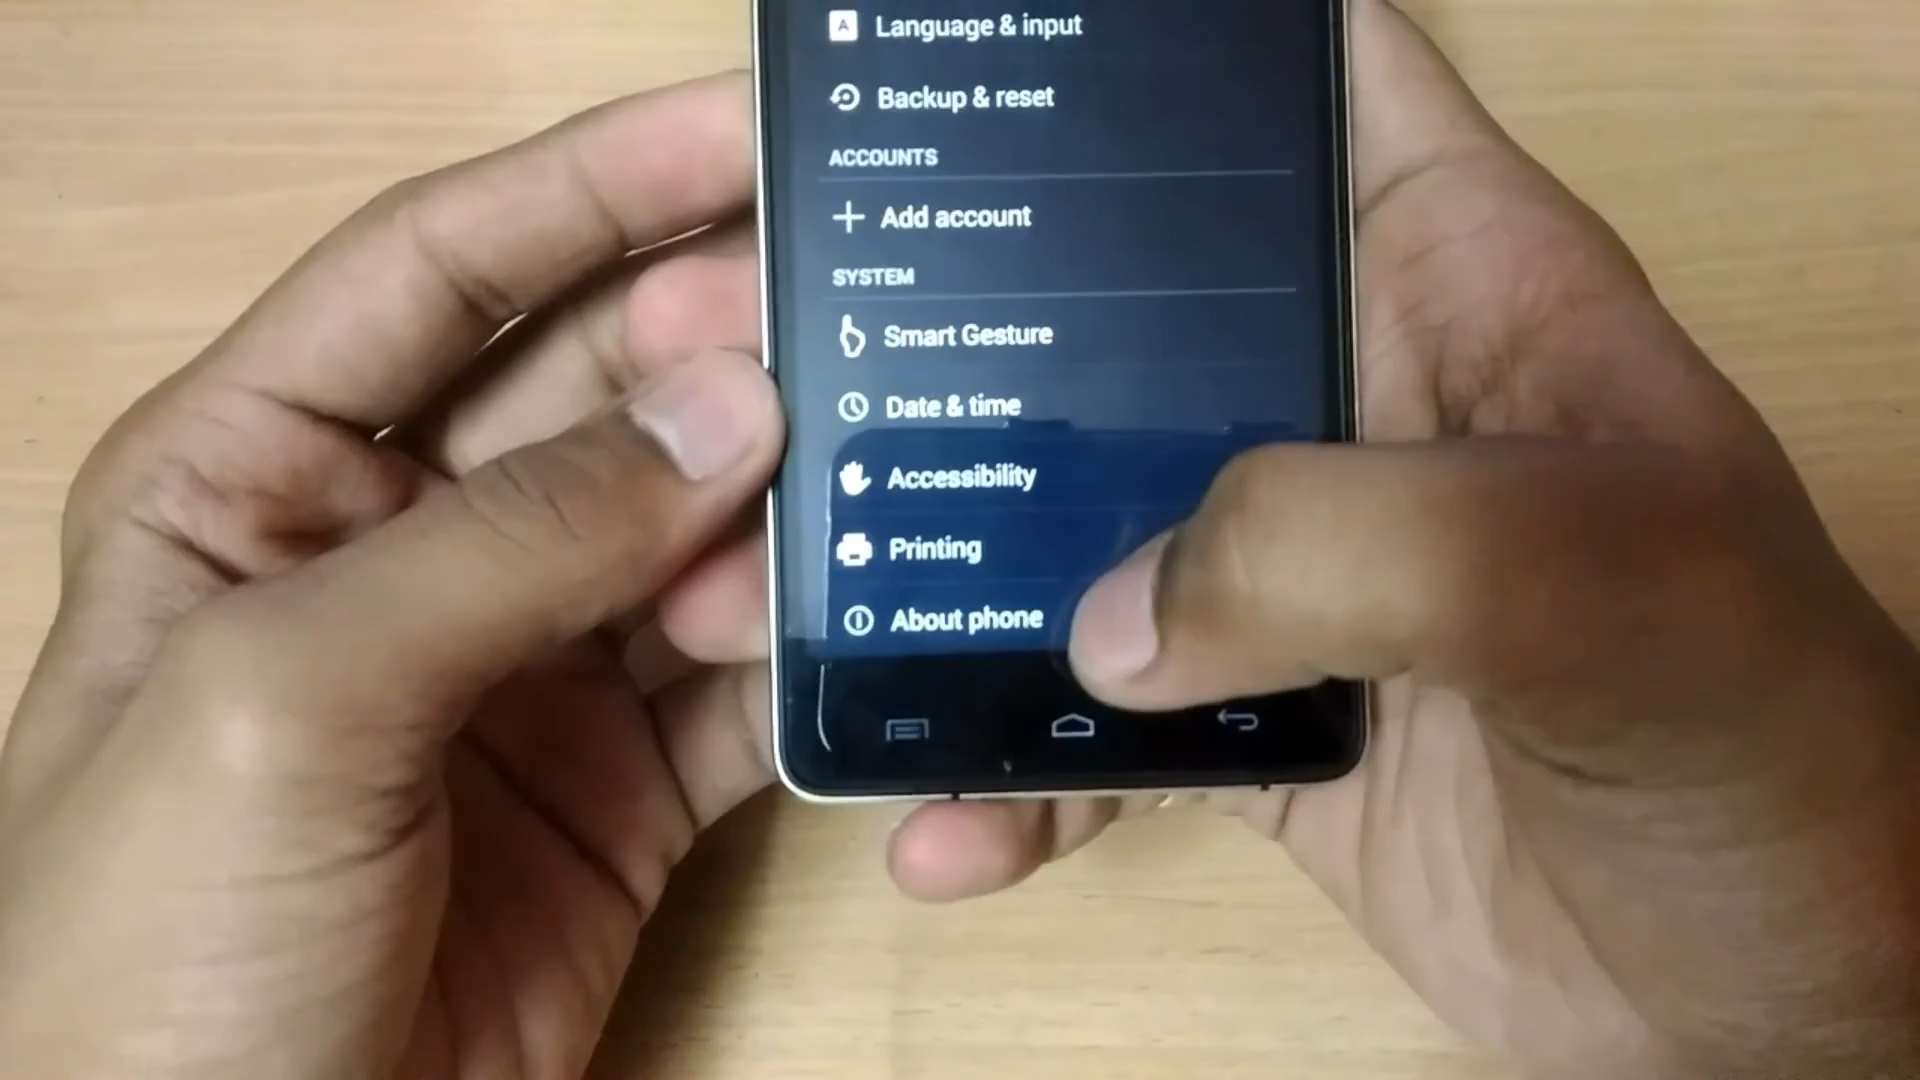 Language & input
Backup & reset
ACCOUNTS
Add account
SYSTEM
Smart Gesture
Date & time
Accessibility
Printing
About phone